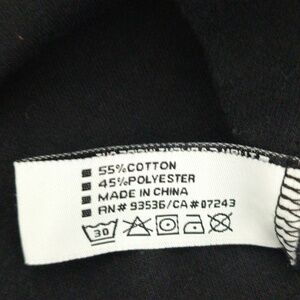 55%COTTON
45%POLYESTER
MADE IN CHINA
RN# 93536/CA#07243
30